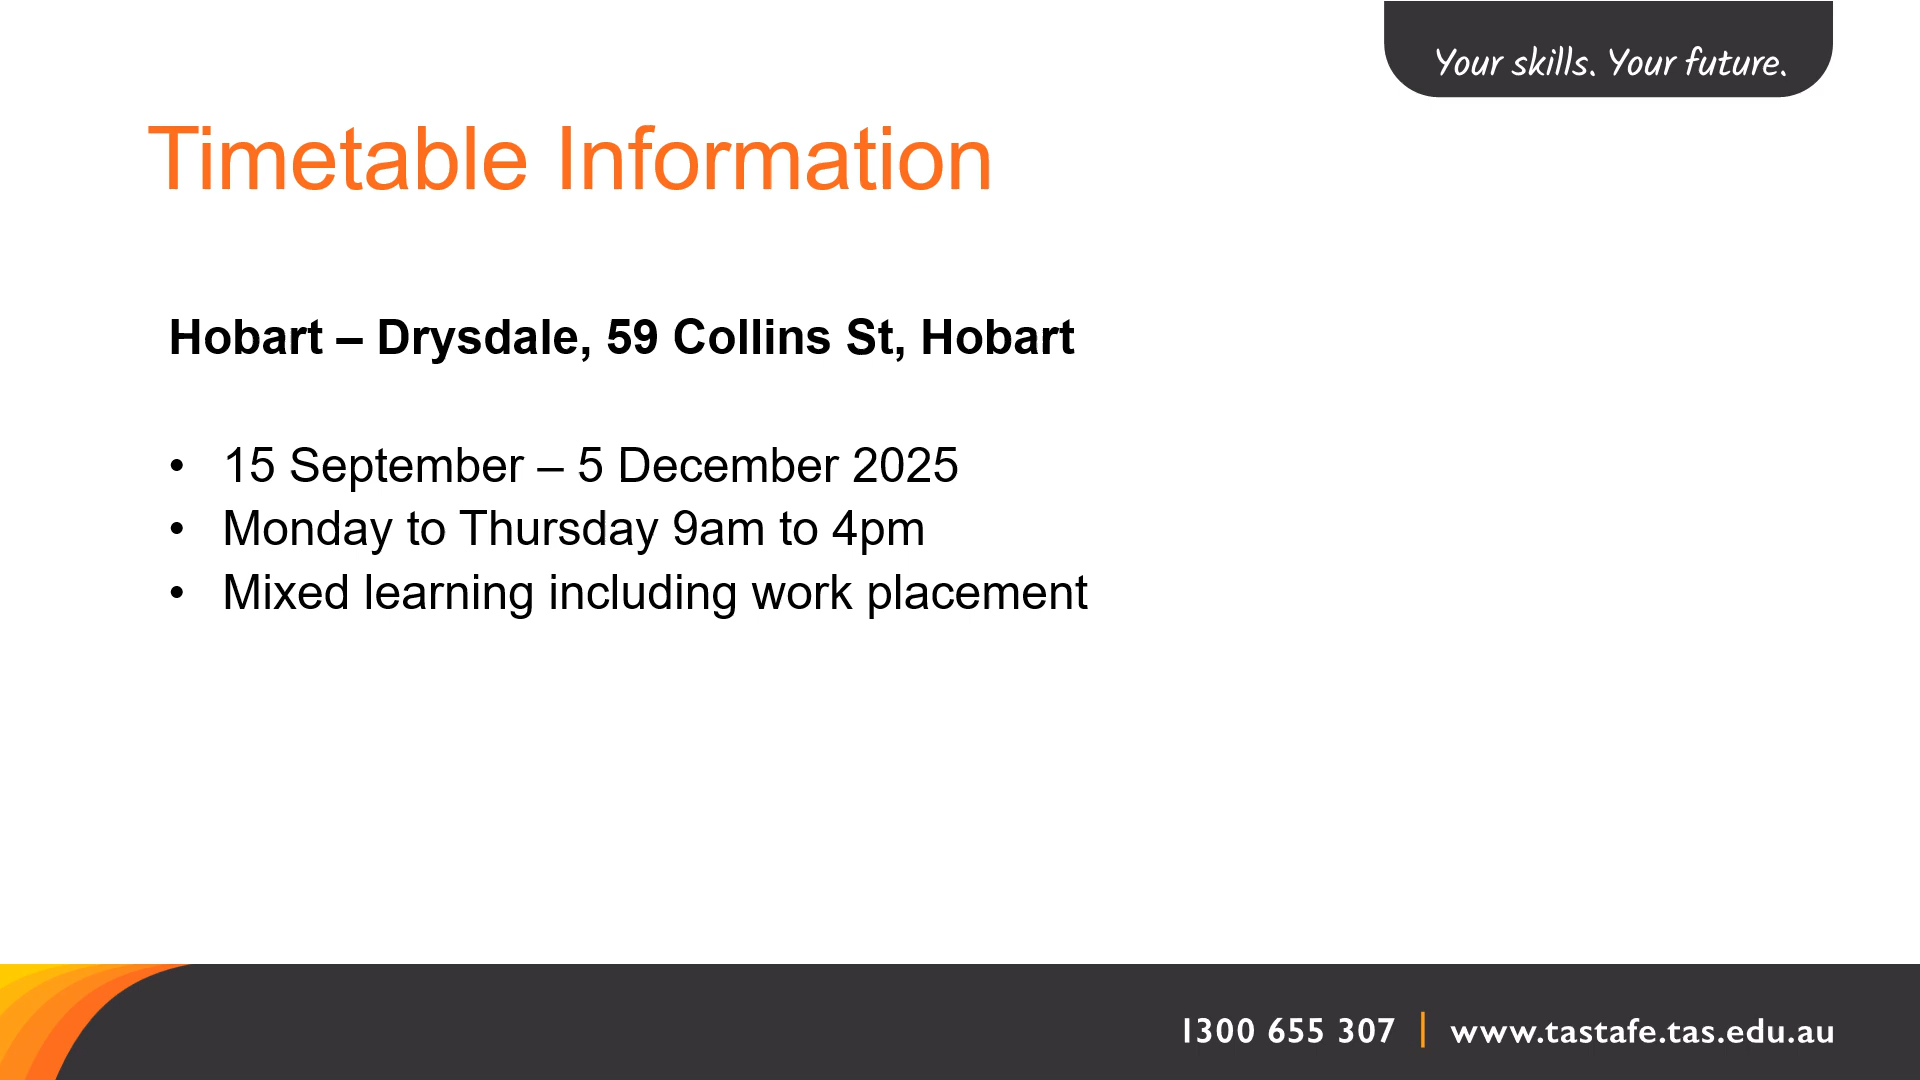 Your skills. Your future.
Timetable Information
Hobart – Drysdale, 59 Collins St, Hobart
• 15 September – 5 December 2025
• Monday to Thursday 9am to 4pm
• Mixed learning including work placement
1300 655 307 | www.tastafe.tas.edu.au